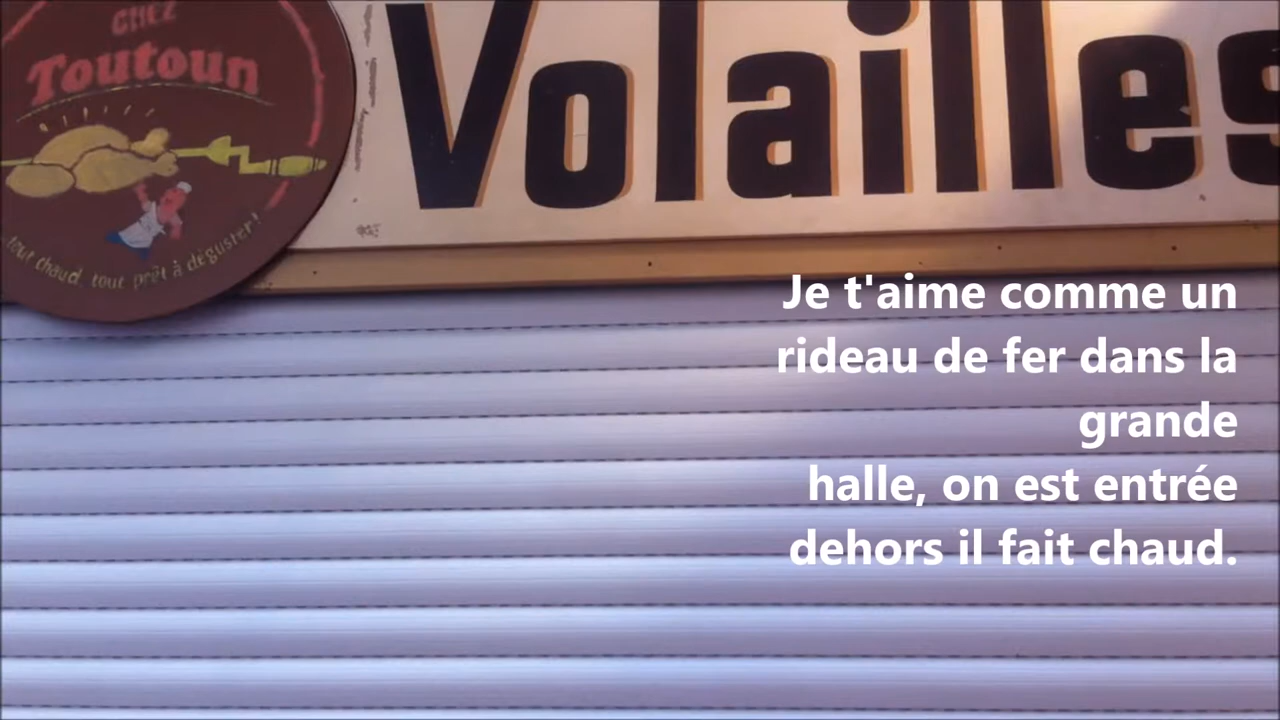 CHEZ
Toutoun
tout chaud, tout prêt à déguster!
Volailles
Je t'aime comme un
rideau de fer dans la
grande
halle, on est entrée
dehors il fait chaud.